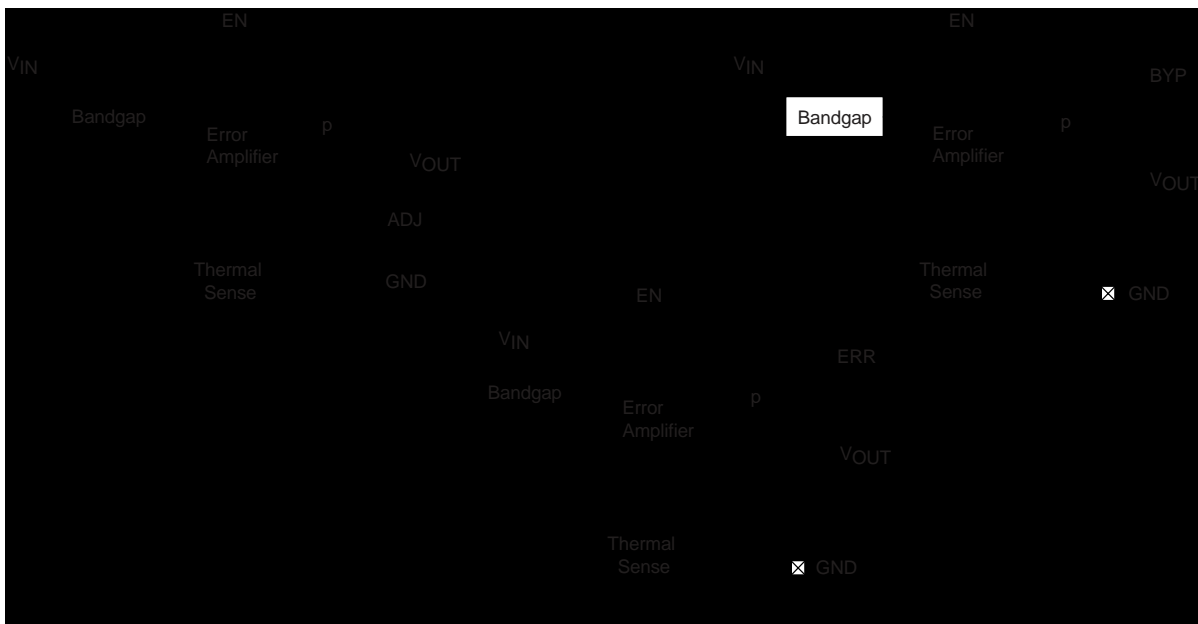 EN
VIN
Bandgap
Error
Amplifier
p
VOUT
ADJ
Thermal
Sense
GND
EN
VIN
BYP
Bandgap
Error
Amplifier
p
VOUT
Thermal
Sense
GND
EN
VIN
ERR
Bandgap
Error
Amplifier
p
VOUT
Thermal
Sense
GND